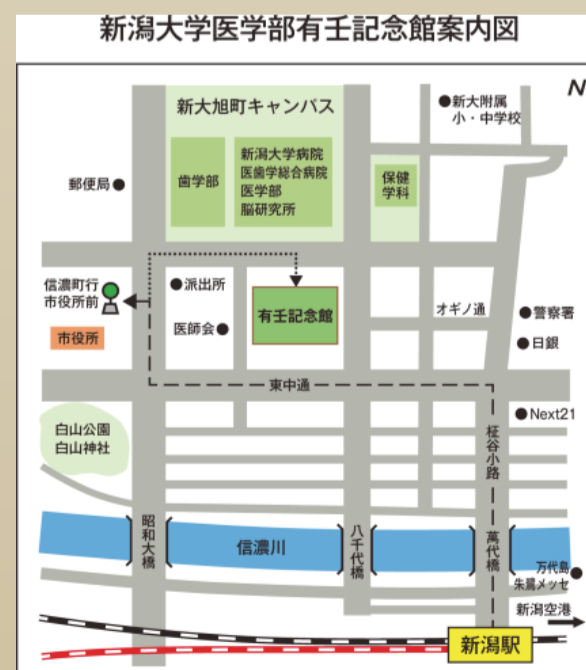 新潟大学医学部有壬記念館案内図
N
新大旭町キャンパス
新大附属
小・中学校
歯学部
新潟大学病院
医歯学総合病院
医学部
脳研究所
保健
学科
郵便局
信濃町行
市役所前
派出所
医師会
有壬記念館
オギノ通
警察署
日銀
市役所
東中通
Next21
白山公園
白山神社
柾谷小路
昭和大橋
信濃川
八千代橋
萬代橋
万代島
朱鷺メッセ
新潟空港
新潟駅